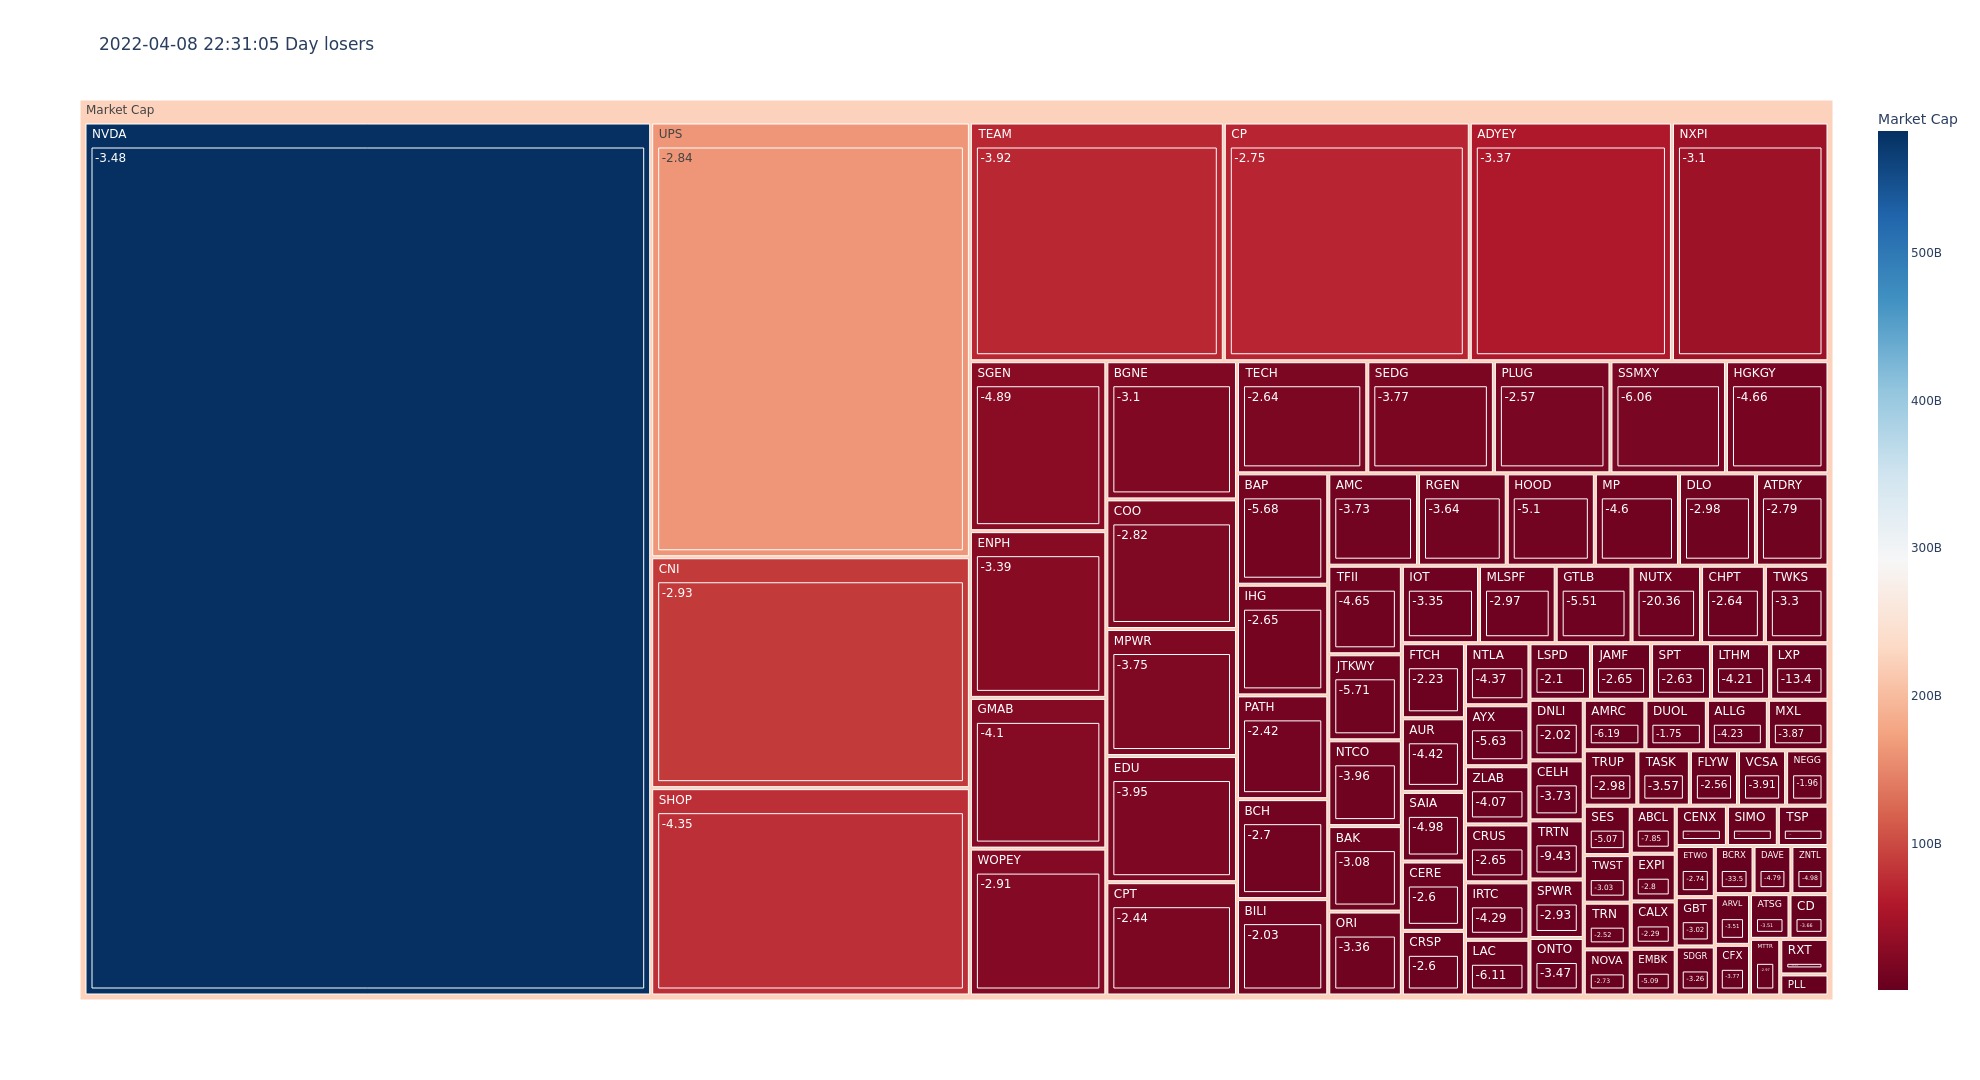 2022-04-08 22:31:05 Day losers
Market Cap
NVDA
-3.48
UPS
-2.84
CNI
-2.93
SHOP
-4.35
TEAM
-3.92
CP
-2.75
ADYEY
-3.37
NXPI
-3.1
SGEN
-4.89
ENPH
-3.39
GMAB
-4.1
WOPEY
-2.91
BGNE
-3.1
COO
-2.82
MPWR
-3.75
EDU
-3.95
CPT
-2.44
TECH
-2.64
SEDG
-3.77
PLUG
-2.57
SSMXY
-6.06
HGKGY
-4.66
BAP
-5.68
IHG
-2.65
PATH
-2.42
BCH
-2.7
BILI
-2.03
AMC
-3.73
RGEN
-3.64
HOOD
-5.1
MP
-4.6
DLO
-2.98
ATDRY
-2.79
TFII
-4.65
JTKWY
-5.71
NTCO
-3.96
BAK
-3.08
ORI
-3.36
IOT
-3.35
MLSPF
-2.97
GTLB
-5.51
NUTX
-20.36
CHPT
-2.64
TWKS
-3.3
FTCH
-2.23
AUR
-4.42
SAIA
-4.98
CERE
-2.6
CRSP
-2.6
NTLA
-4.37
AYX
-5.63
ZLAB
-4.07
CRUS
-2.65
IRTC
-4.29
LAC
-6.11
LSPD
-2.1
JAMF
-2.65
SPT
-2.63
LTHM
-4.21
LXP
-13.4
DNLI
-2.02
CELH
-3.73
TRTN
-9.43
SPWR
-2.93
ONTO
-3.47
AMRC
-6.19
DUOL
-1.75
ALLG
-4.23
MXL
-3.87
TRUP
-2.98
TASK
-3.57
FLYW
-2.56
VCSA
-3.91
NEGG
-1.96
SES
-5.07
TWST
-3.03
TRN
-2.52
NOVA
-2.73
ABCL
-7.85
EXPI
-2.8
CALX
-2.29
EMBK
-5.09
CENX
SIMO
TSP
ETWO
-2.74
BCRX
-33.5
DAVE
-4.79
ZNTL
-4.98
GBT
-3.02
SDGR
-3.26
ARVL
-3.51
CFX
-3.77
ATSG
-3.51
CD
-3.66
MTTR
RXT
PLL
Market Cap
500B
400B
300B
200B
100B